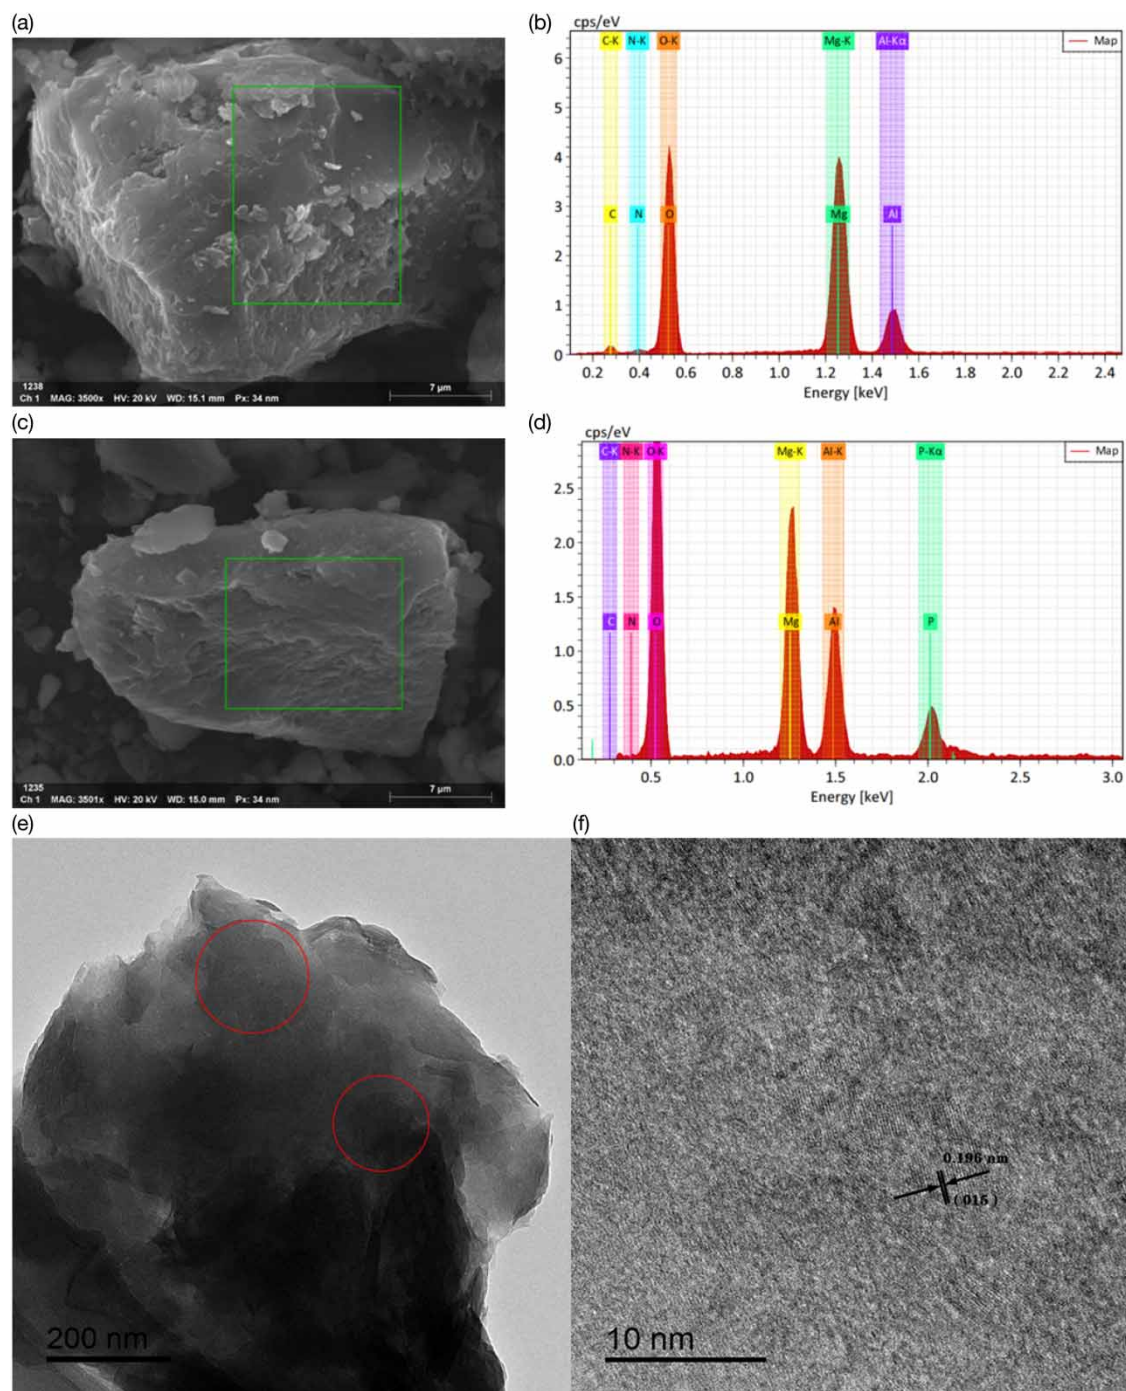 (a)
1238
Ch 1 MAG: 3500x HV: 20 kV WD: 15.1 mm Px: 34 nm
7 µm
(b)
cps/eV
C-K N-K O-K Mg-K Al-Kα
Map
6
5
4
3
2
1
0
C N O Mg Al
0.2 0.4 0.6 0.8 1.0 1.2 1.4 1.6 1.8 2.0 2.2 2.4
Energy [keV]
(c)
1235
Ch 1 MAG: 3501x HV: 20 kV WD: 15.0 mm Px: 34 nm
7 µm
(d)
cps/eV
C-K N-K O-K Mg-K Al-K P-Kα
Map
2.5
2.0
1.5
1.0
0.5
0.0
C N O Mg Al P
0.5 1.0 1.5 2.0 2.5 3.0
Energy [keV]
(e)
200 nm
(f)
0.196 nm
(015)
10 nm